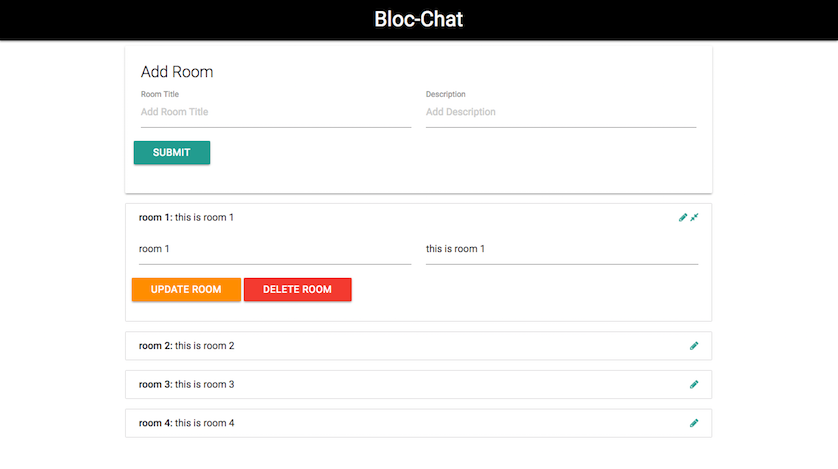 Bloc-Chat
Add Room
Room Title Description
Add Room Title Add Description
SUBMIT
room 1: this is room 1
room 1 this is room 1
UPDATE ROOM DELETE ROOM
room 2: this is room 2
room 3: this is room 3
room 4: this is room 4